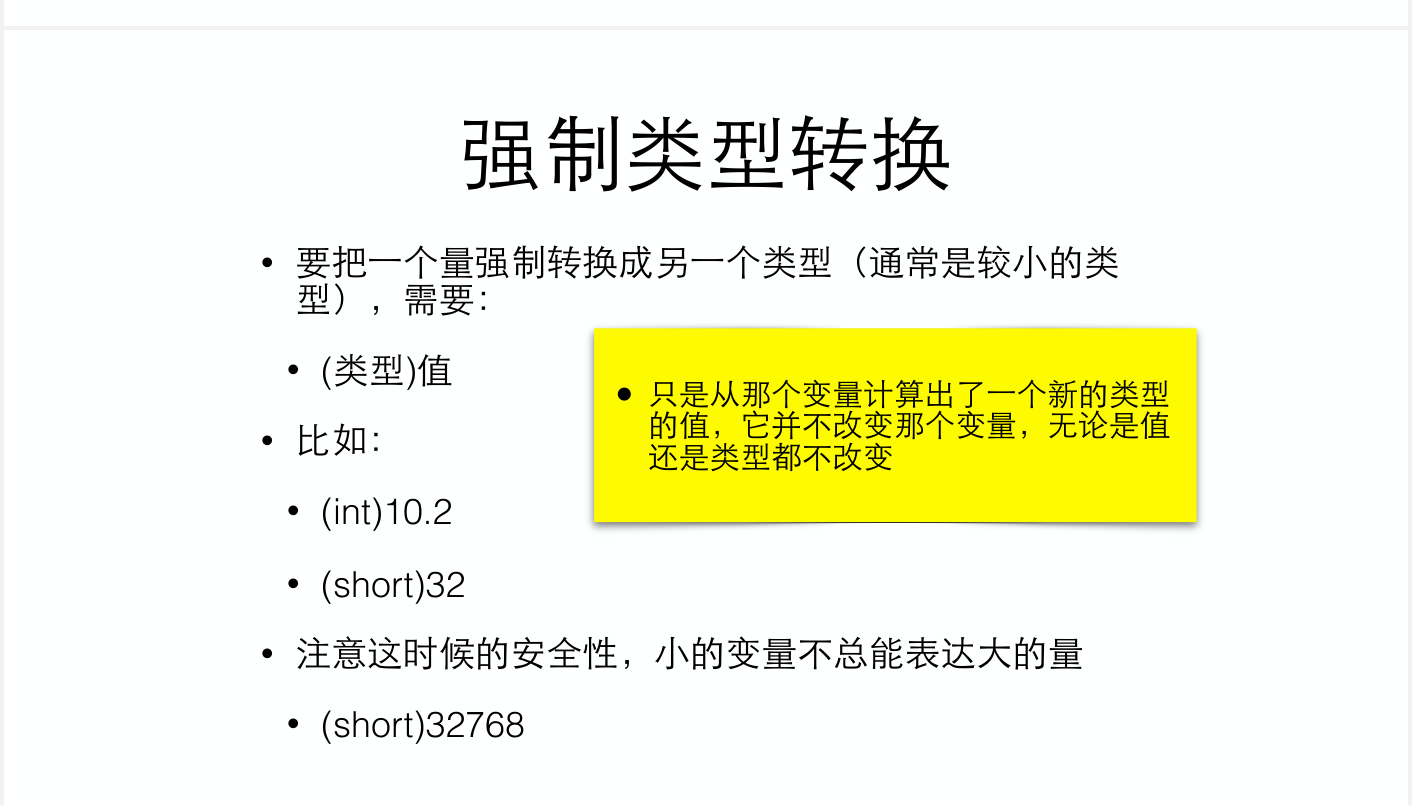 强制类型转换
• 要把一个量强制转换成另一个类型（通常是较小的类
型），需要：
• (类型)值
• 只是从那个变量计算出了一个新的类型
的值，它并不改变那个变量，无论是值
还是类型都不改变
• 比如：
• (int)10.2
• (short)32
• 注意这时候的安全性，小的变量不总能表达大的量
• (short)32768